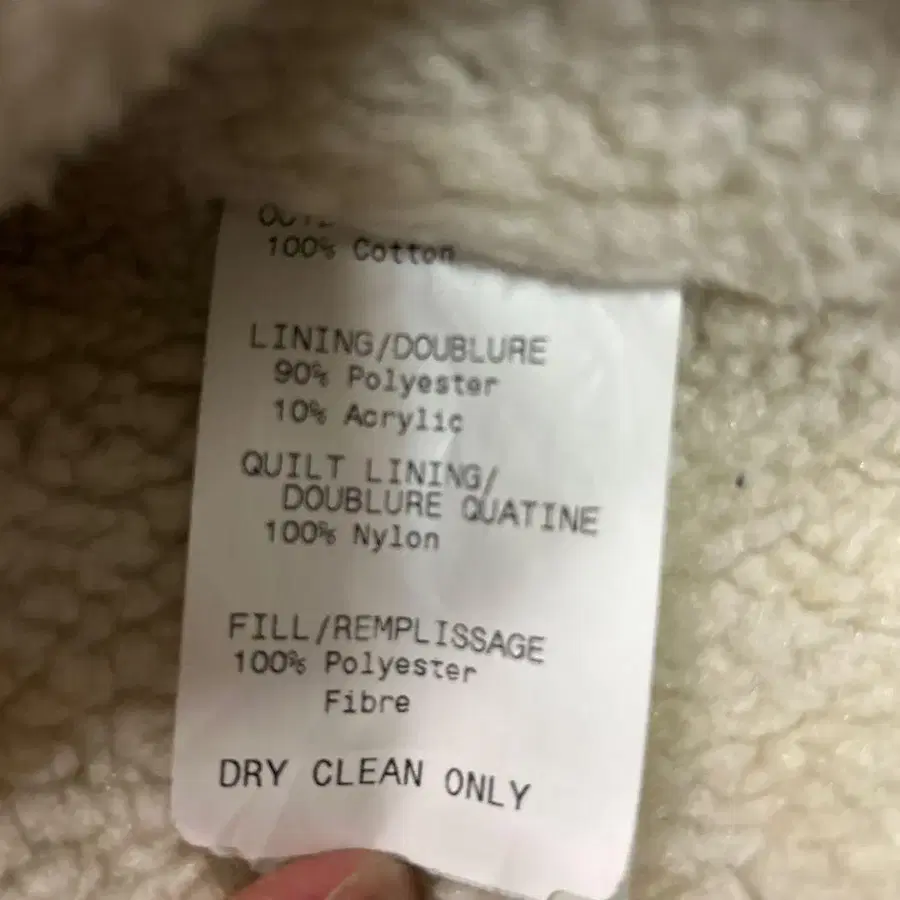 100% Cotton
LINING/DOUBLURE
90% Polyester
10% Acrylic
QUILT LINING/
DOUBLURE QUATINE
100% Nylon
FILL/REMPLISSAGE
100% Polyester
Fibre
DRY CLEAN ONLY